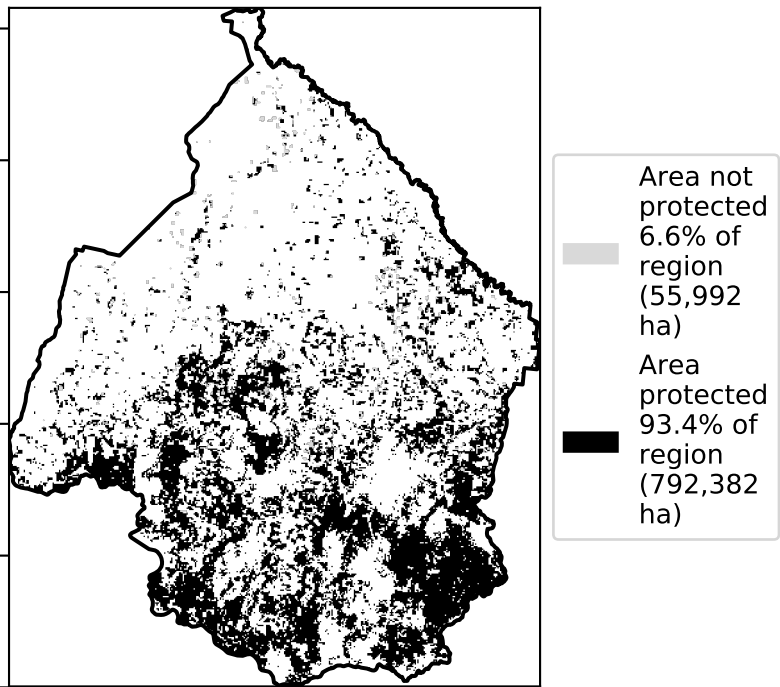 Area not
protected
6.6% of
region
(55,992
ha)
Area
protected
93.4% of
region
(792,382
ha)